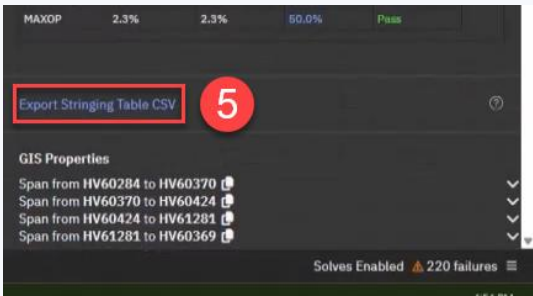 MAXOP 2.3% 2.3% 50.0% Pass
Export Stringing Table CSV
5
GIS Properties
Span from HV60284 to HV60370
Span from HV60370 to HV60424
Span from HV60424 to HV61281
Span from HV61281 to HV60369
Solves Enabled 220 failures